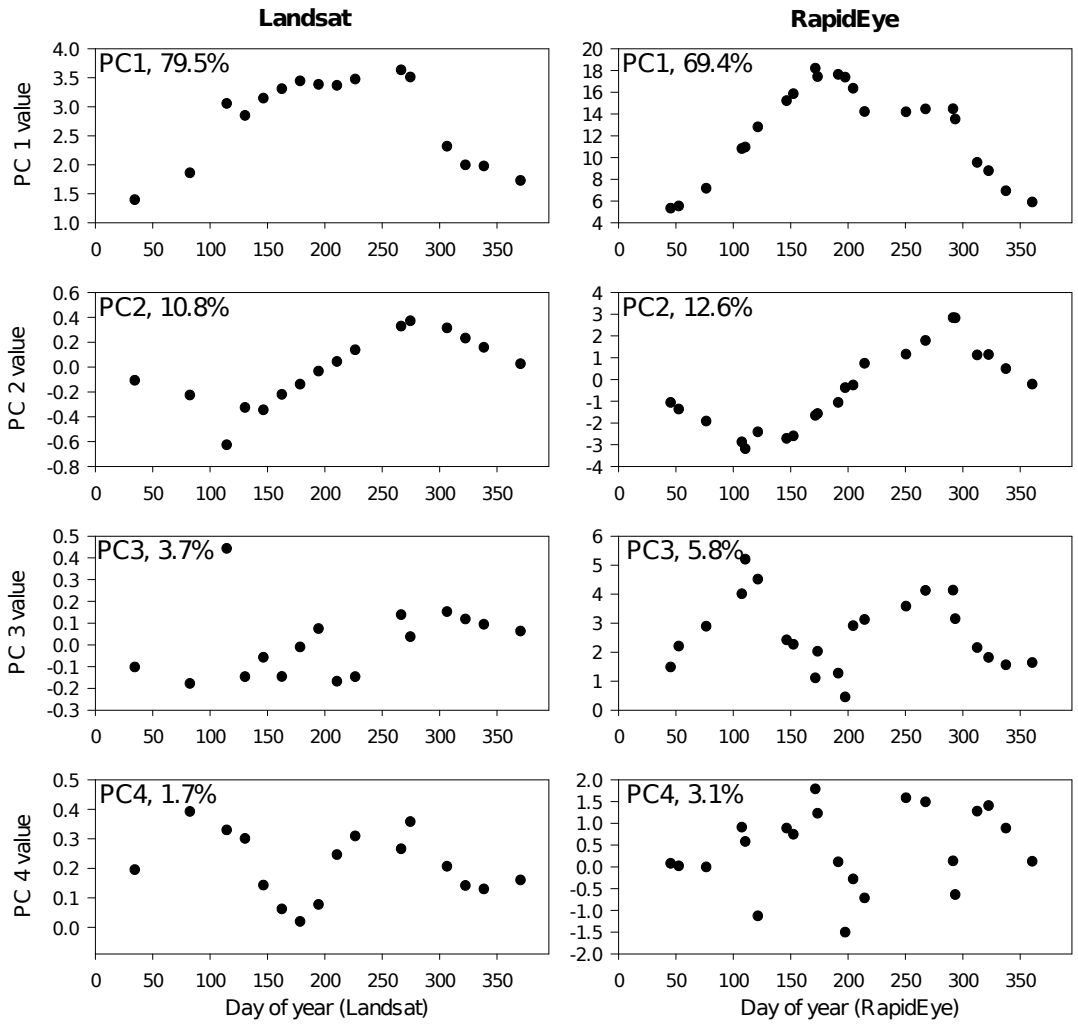 Landsat
RapidEye
PC1, 79.5%
PC 1 value
4.0
3.5
3.0
2.5
2.0
1.5
1.0
0 50 100 150 200 250 300 350
PC1, 69.4%
20
18
16
14
12
10
8
6
4
0 50 100 150 200 250 300 350
PC2, 10.8%
PC 2 value
0.6
0.4
0.2
0.0
-0.2
-0.4
-0.6
-0.8
0 50 100 150 200 250 300 350
PC2, 12.6%
4
3
2
1
0
-1
-2
-3
-4
0 50 100 150 200 250 300 350
PC3, 3.7%
PC 3 value
0.5
0.4
0.3
0.2
0.1
0.0
-0.1
-0.2
-0.3
0 50 100 150 200 250 300 350
PC3, 5.8%
6
5
4
3
2
1
0
0 50 100 150 200 250 300 350
PC4, 1.7%
PC 4 value
0.5
0.4
0.3
0.2
0.1
0.0
0 50 100 150 200 250 300 350
Day of year (Landsat)
PC4, 3.1%
2.0
1.5
1.0
0.5
0.0
-0.5
-1.0
-1.5
-2.0
0 50 100 150 200 250 300 350
Day of year (RapidEye)